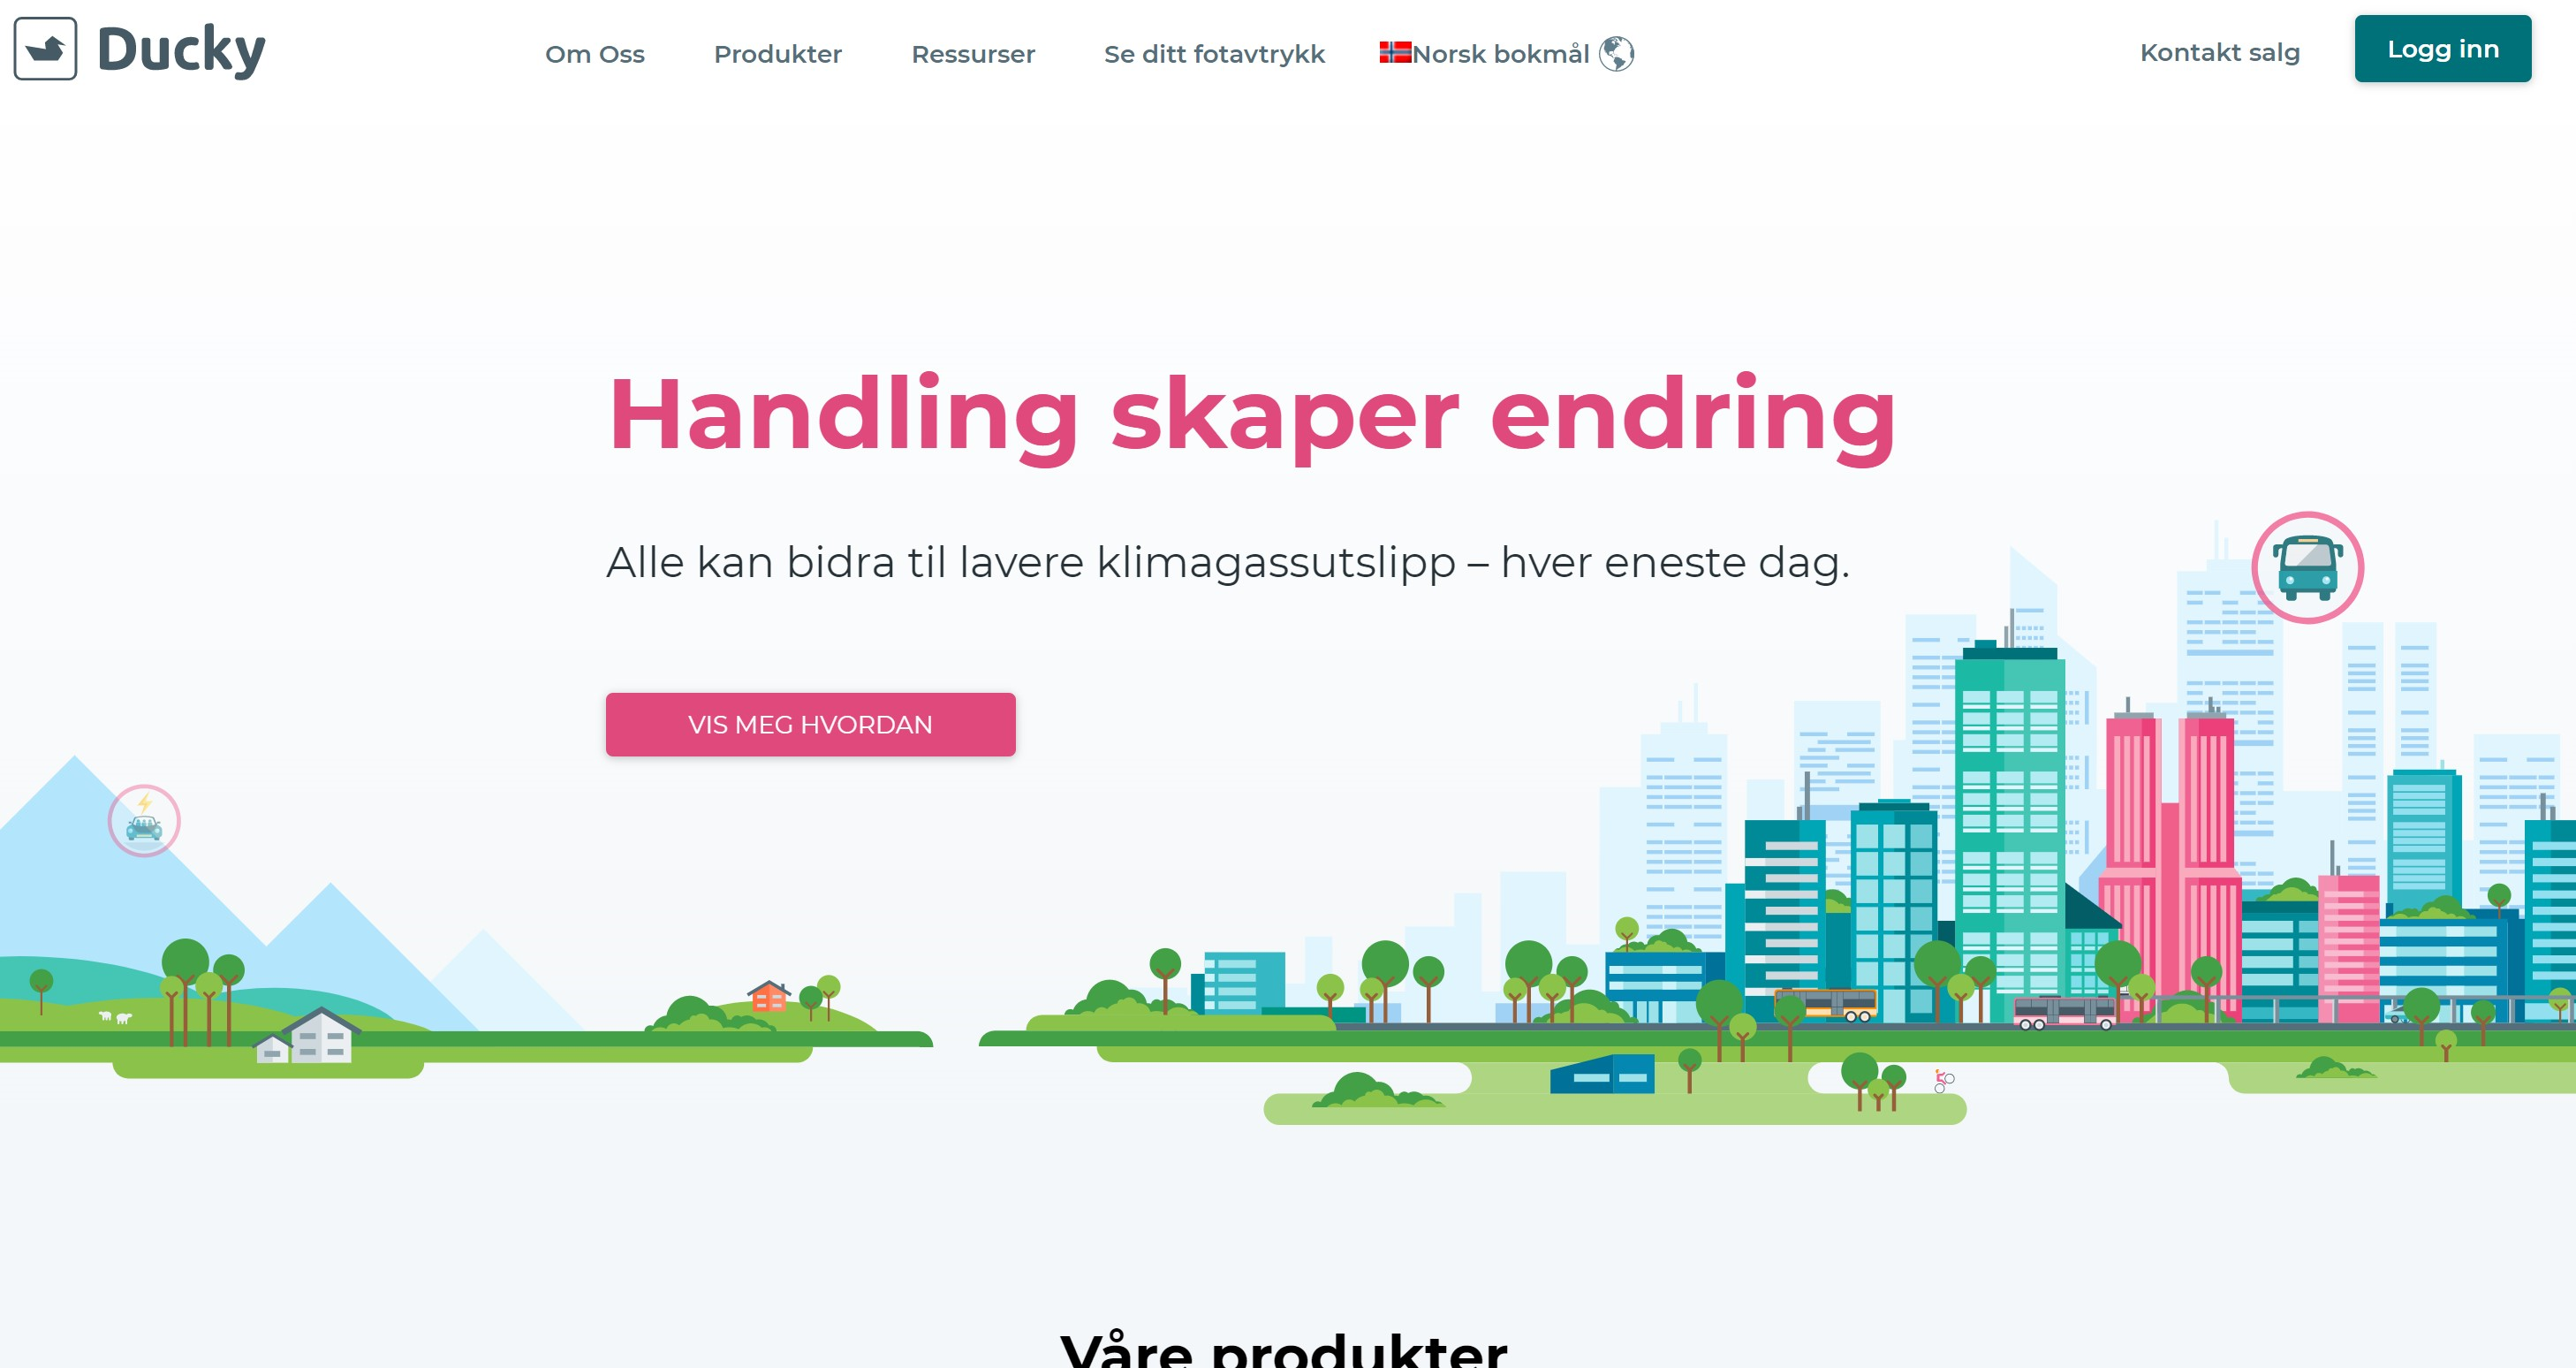 Ducky
Om Oss
Produkter
Ressurser
Se ditt fotavtrykk
Norsk bokmål
Kontakt salg
Logg inn
Handling skaper endring
Alle kan bidra til lavere klimagassutslipp – hver eneste dag.
VIS MEG HVORDAN
Våre produkter